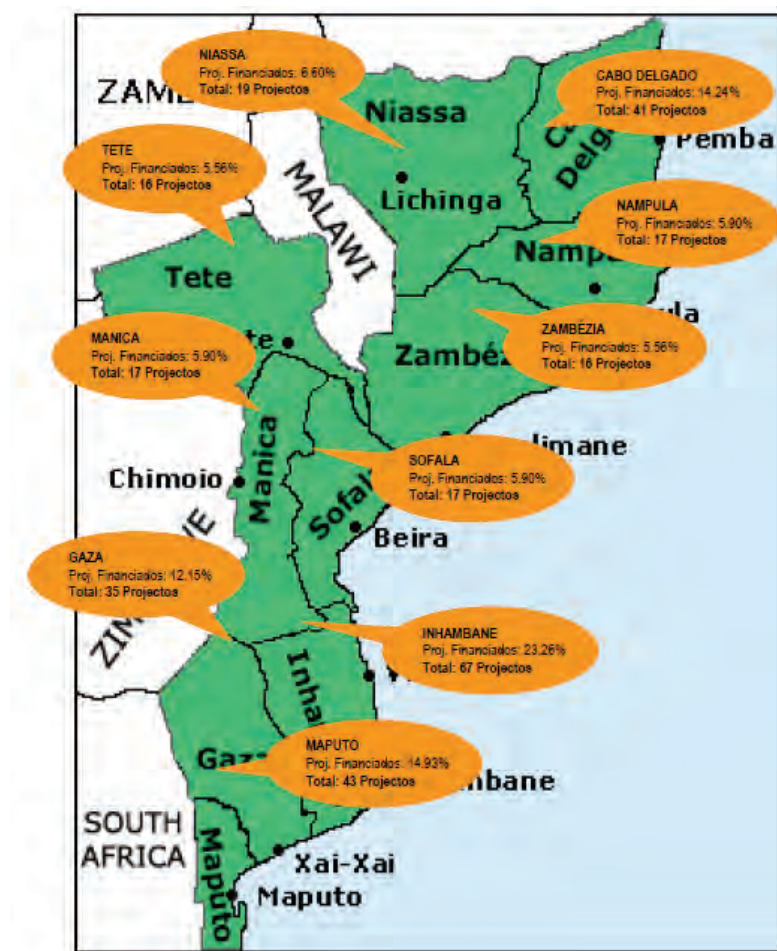 NIASSA
Proj. Financiados: 6.60%
Total: 19 Projectos
CABO DELGADO
Proj. Financiados: 14.24%
Total: 41 Projectos
Niassa
Delg
Pemba
TETE
Proj. Financiados: 5.56%
Total: 16 Projectos
MALAWI
Lichinga
NAMPULA
Proj. Financiados: 5.90%
Total: 17 Projectos
Tete
MANICA
Proj. Financiados: 5.90%
Total: 17 Projectos
ZAMBÉZIA
Proj. Financiados: 5.56%
Total: 16 Projectos
Manica
SOFALA
Proj. Financiados: 5.90%
Total: 17 Projectos
Chimoio
Beira
GAZA
Proj. Financiados: 12.15%
Total: 35 Projectos
INHAMBANE
Proj. Financiados: 23.26%
Total: 67 Projectos
Inha
MAPUTO
Proj. Financiados: 14.93%
Total: 43 Projectos
Gaza
mbane
SOUTH
AFRICA
Maputo
Xai-Xai
Maputo